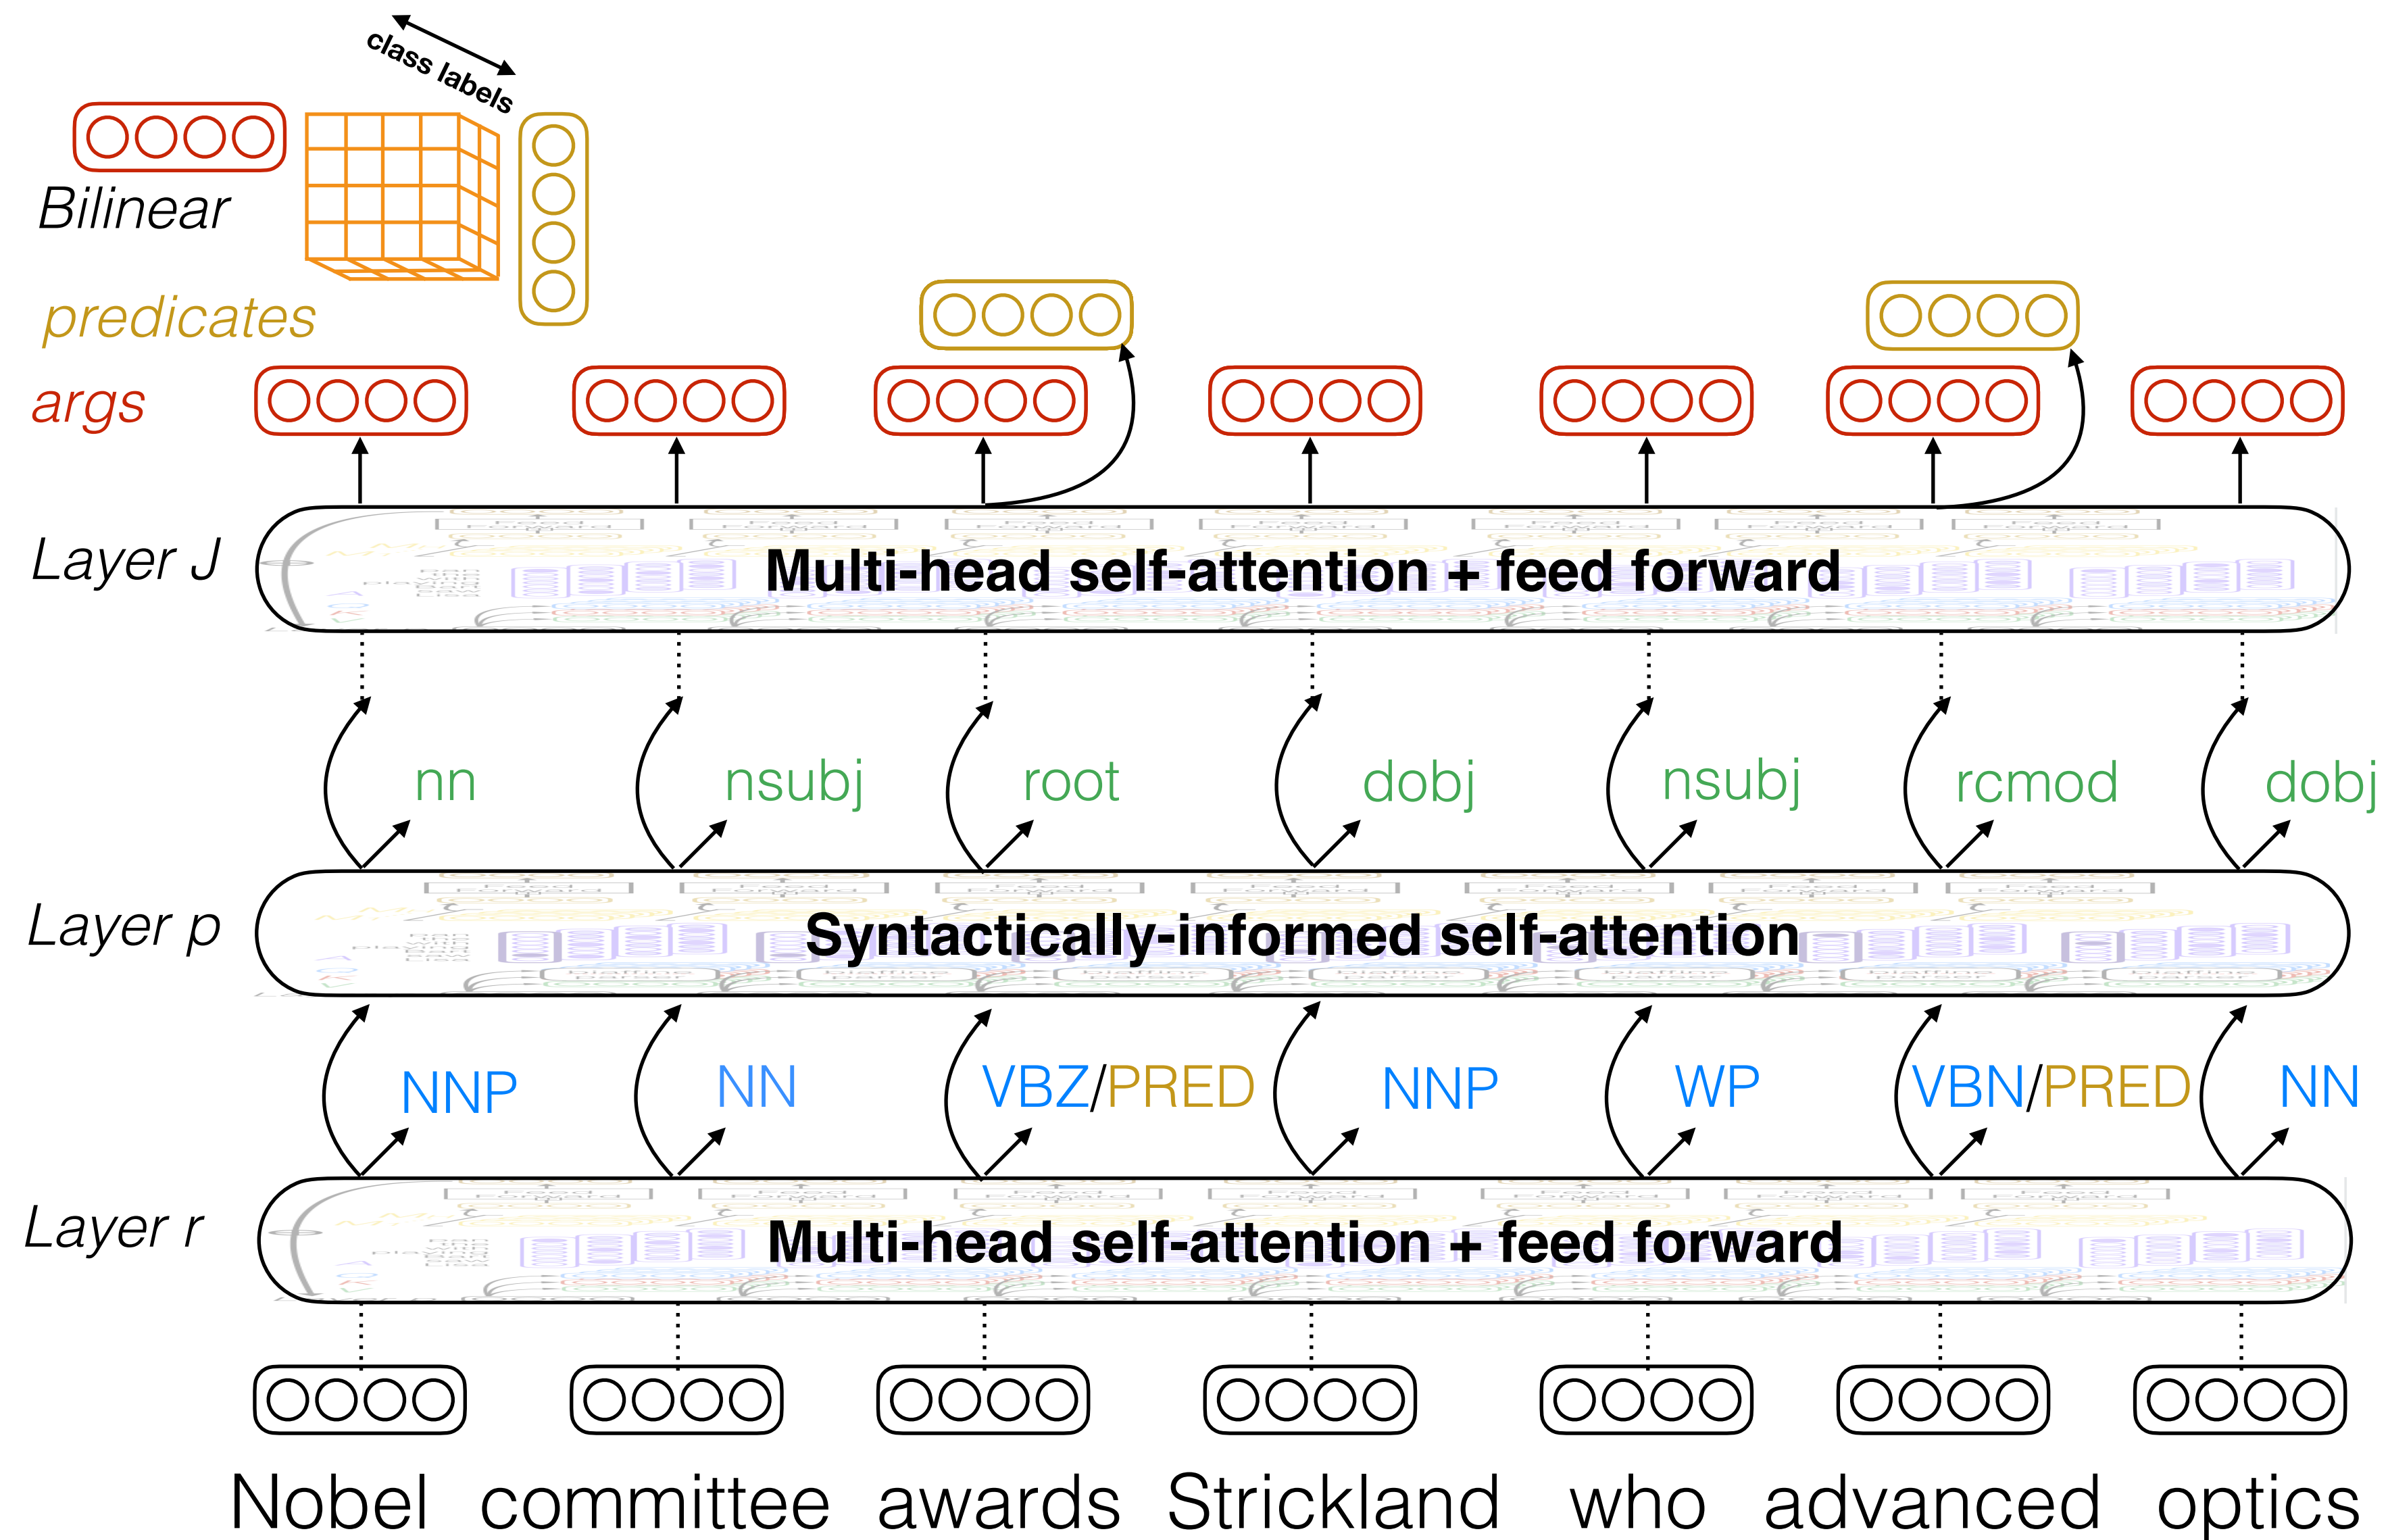 class labels
Bilinear
predicates
args
Layer J
Multi-head self-attention + feed forward
nn nsubj root dobj nsubj rcmod dobj
Layer p
Syntactically-informed self-attention
NNP NN VBZ/PRED NNP WP VBN/PRED NN
Layer r
Multi-head self-attention + feed forward
Nobel committee awards Strickland who advanced optics